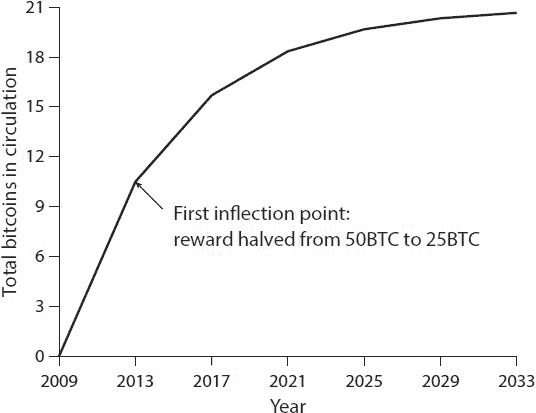 21
18
15
12
9
6
3
0
Total bitcoins in circulation
First inflection point:
reward halved from 50BTC to 25BTC
2009 2013 2017 2021 2025 2029 2033
Year